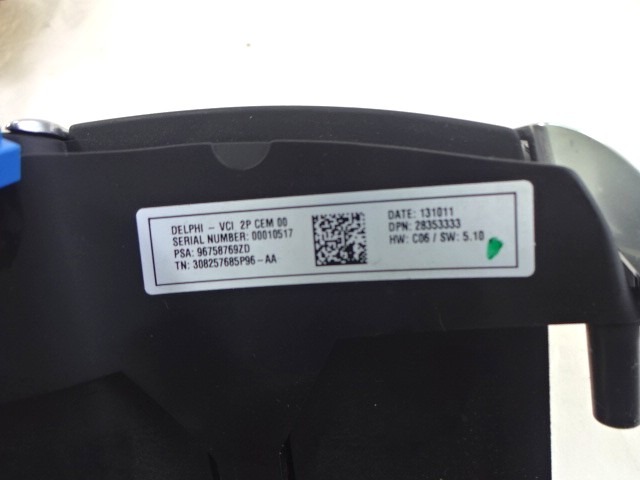 DELPHI - VCI 2P CEM 00
SERIAL NUMBER: 00010517
PSA: 96758769ZD
TN: 308257685P96-AA
DATE: 131011
DPN: 28353333
HW: C06 / SW: 5.10